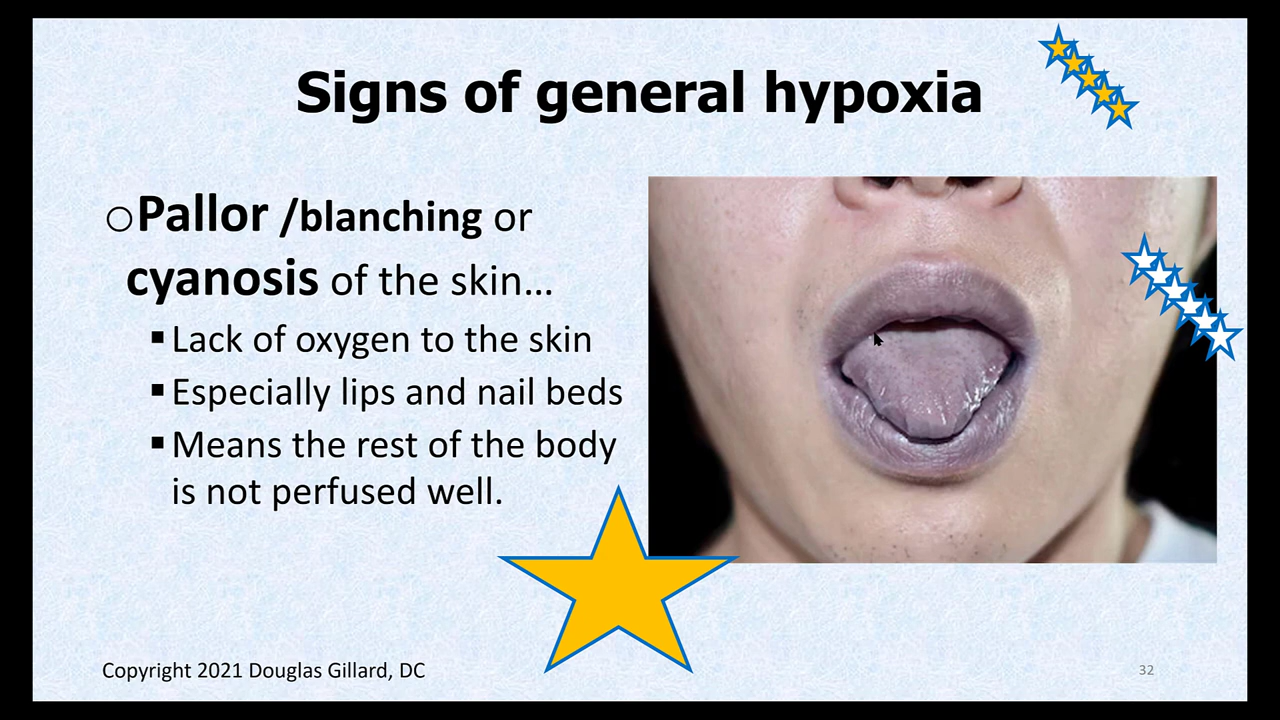 Signs of general hypoxia
○Pallor /blanching or
cyanosis of the skin…
▪Lack of oxygen to the skin
▪Especially lips and nail beds
▪Means the rest of the body
is not perfused well.
Copyright 2021 Douglas Gillard, DC
32